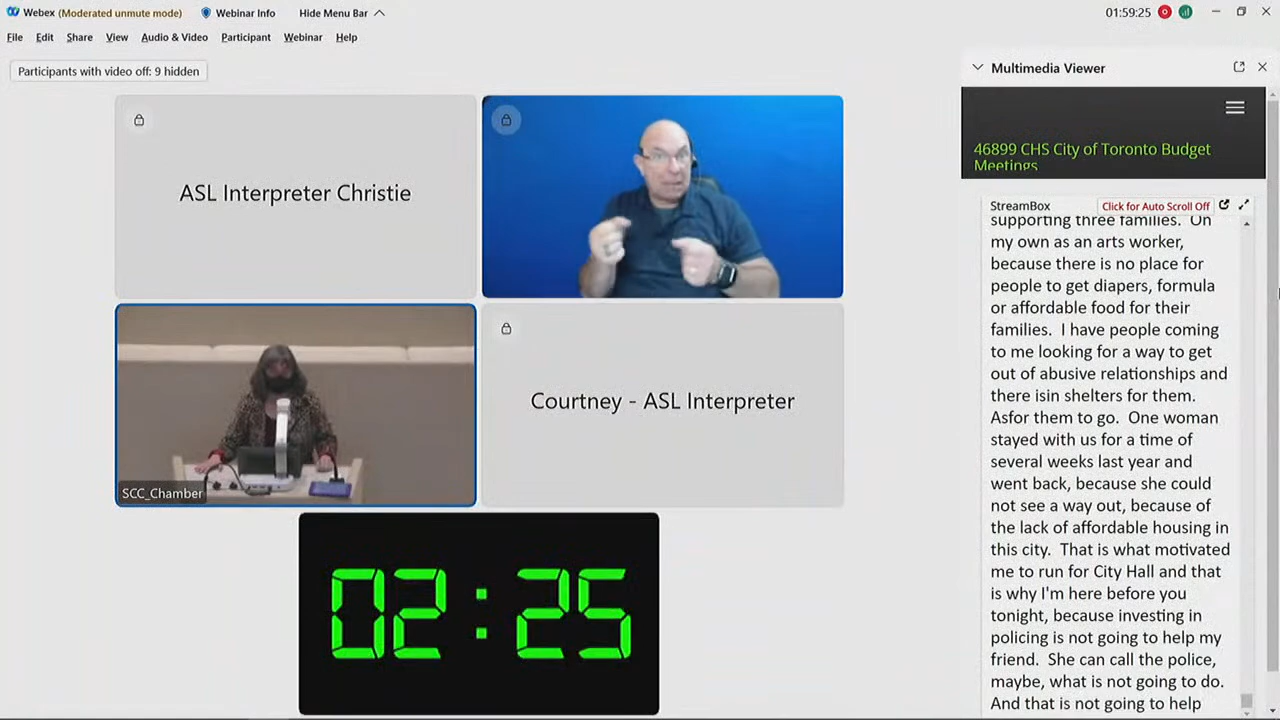 Webex (Moderated unmute mode) Webinar Info Hide Menu Bar 01:59:25
File Edit Share View Audio & Video Participant Webinar Help
Participants with video off: 9 hidden
ASL Interpreter Christie
SCC_Chamber
Courtney - ASL Interpreter
02:25
Multimedia Viewer
46899 CHS City of Toronto Budget
Meetings
StreamBox Click for Auto Scroll Off
supporting three families. On
my own as an arts worker,
because there is no place for
people to get diapers, formula
or affordable food for their
families. I have people coming
to me looking for a way to get
out of abusive relationships and
there isin shelters for them.
Asfor them to go. One woman
stayed with us for a time of
several weeks last year and
went back, because she could
not see a way out, because of
the lack of affordable housing in
this city. That is what motivated
me to run for City Hall and that
is why I'm here before you
tonight, because investing in
policing is not going to help my
friend. She can call the police,
maybe, what is not going to do.
And that is not going to help